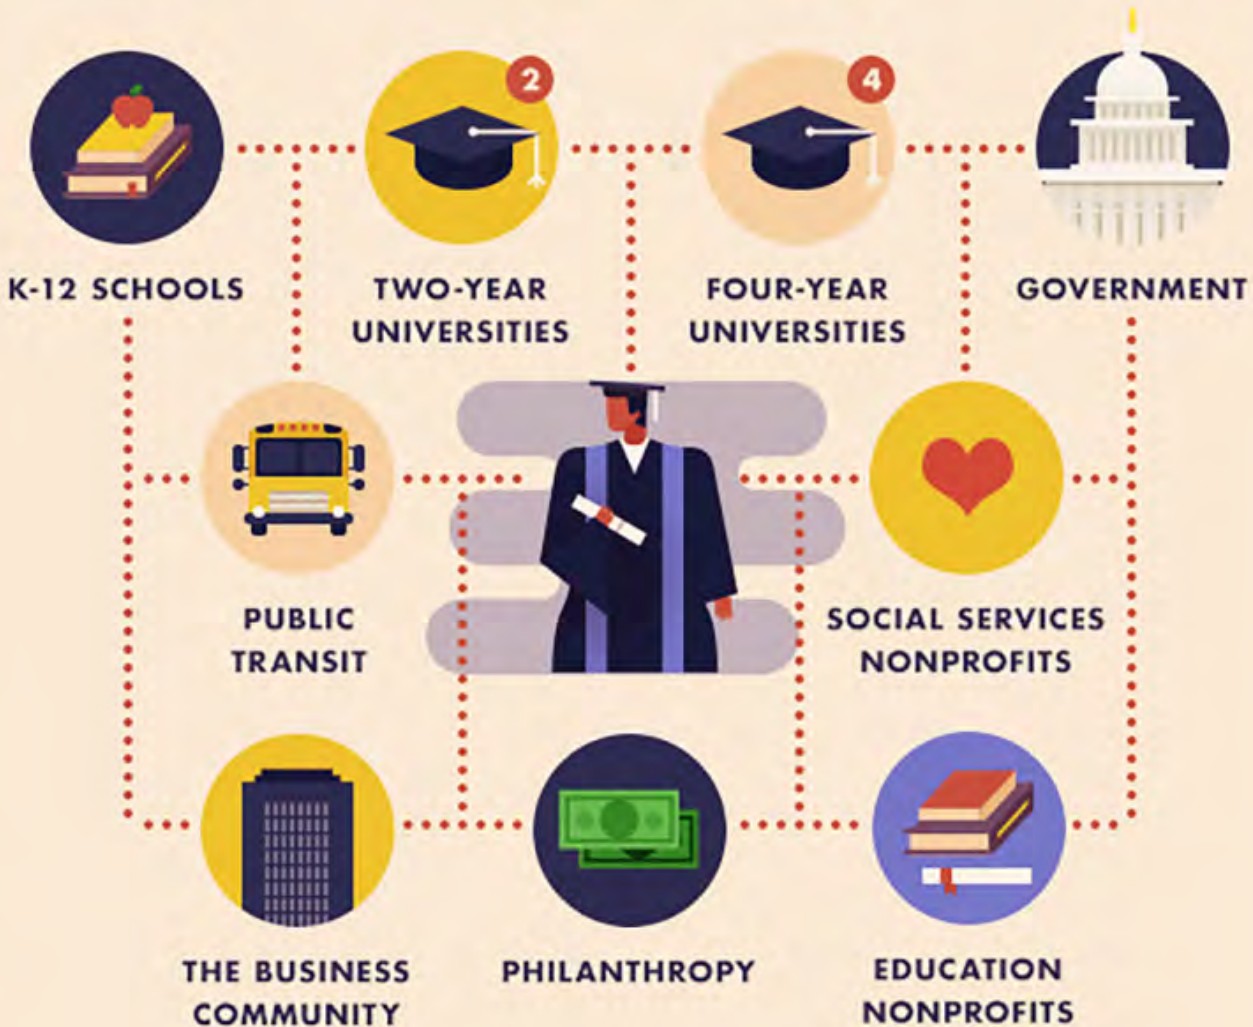 2
4
K-12 SCHOOLS
TWO-YEAR
UNIVERSITIES
FOUR-YEAR
UNIVERSITIES
GOVERNMENT
PUBLIC
TRANSIT
SOCIAL SERVICES
NONPROFITS
THE BUSINESS
COMMUNITY
PHILANTHROPY
EDUCATION
NONPROFITS